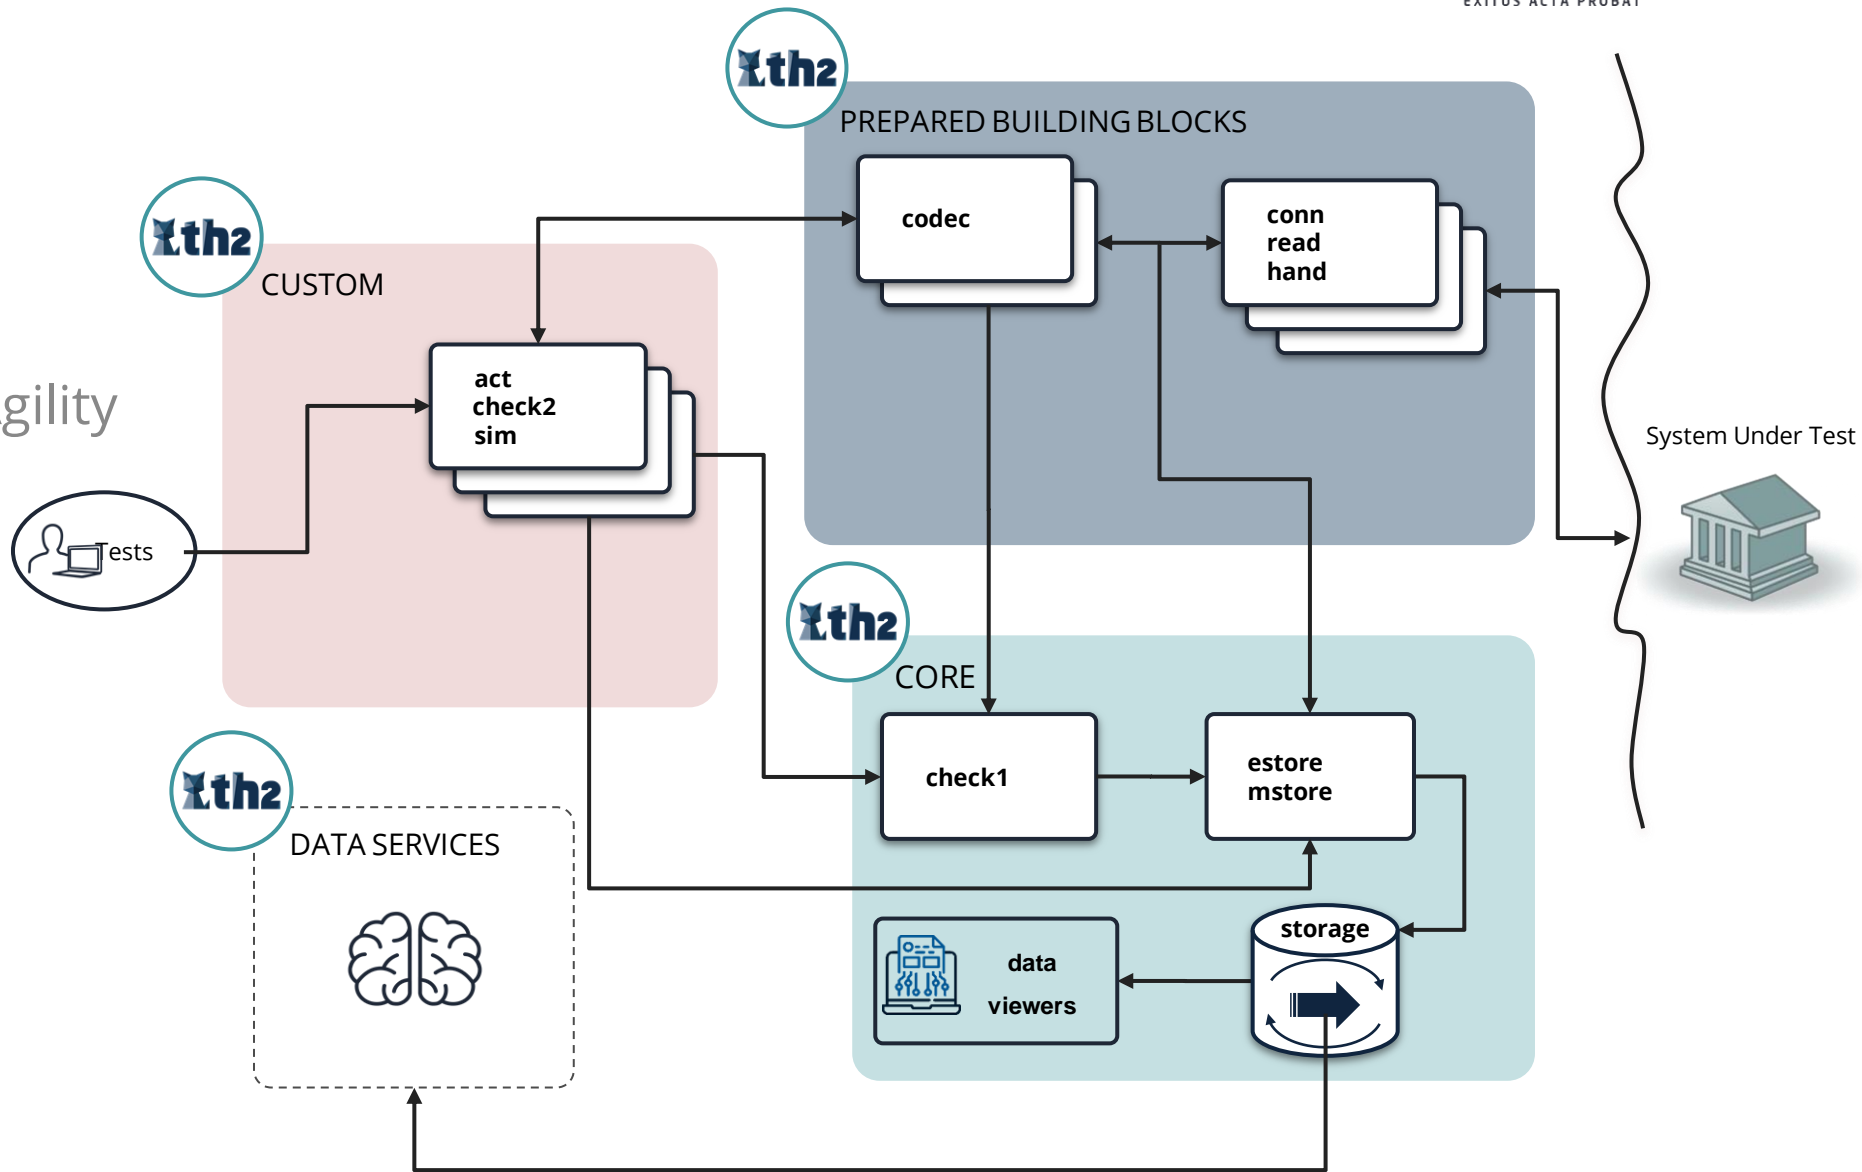 EXITUS ACTA PROBAT
th2
PREPARED BUILDING BLOCKS
codec
conn
read
hand
th2
CUSTOM
act
check2
sim
gility
Tests
System Under Test
th2
CORE
check1
estore
mstore
th2
DATA SERVICES
storage
data
viewers